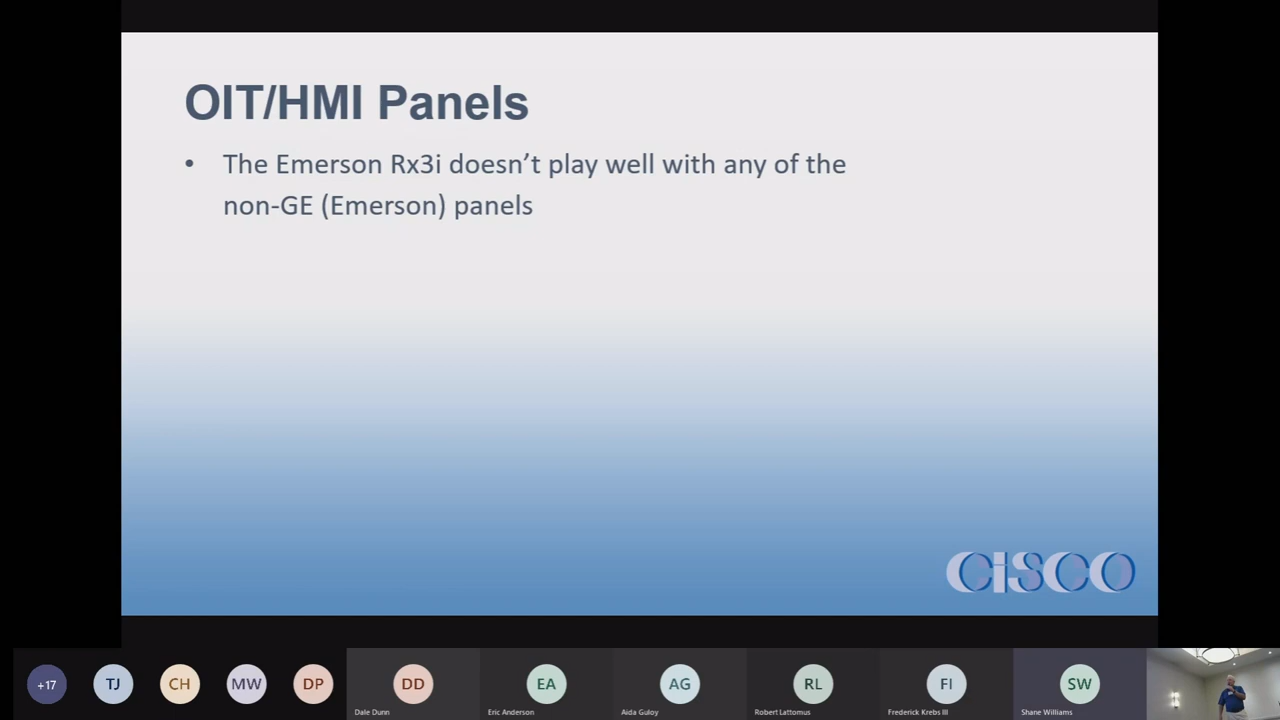 OIT/HMI Panels
• The Emerson Rx3i doesn’t play well with any of the
non-GE (Emerson) panels
CiSCO
+17
TJ
CH
MW
DP
DD
EA
AG
RL
FI
SW
Dale Dunn
Eric Anderson
Aida Guloy
Robert Lattomus
Frederick Krebs III
Shane Williams